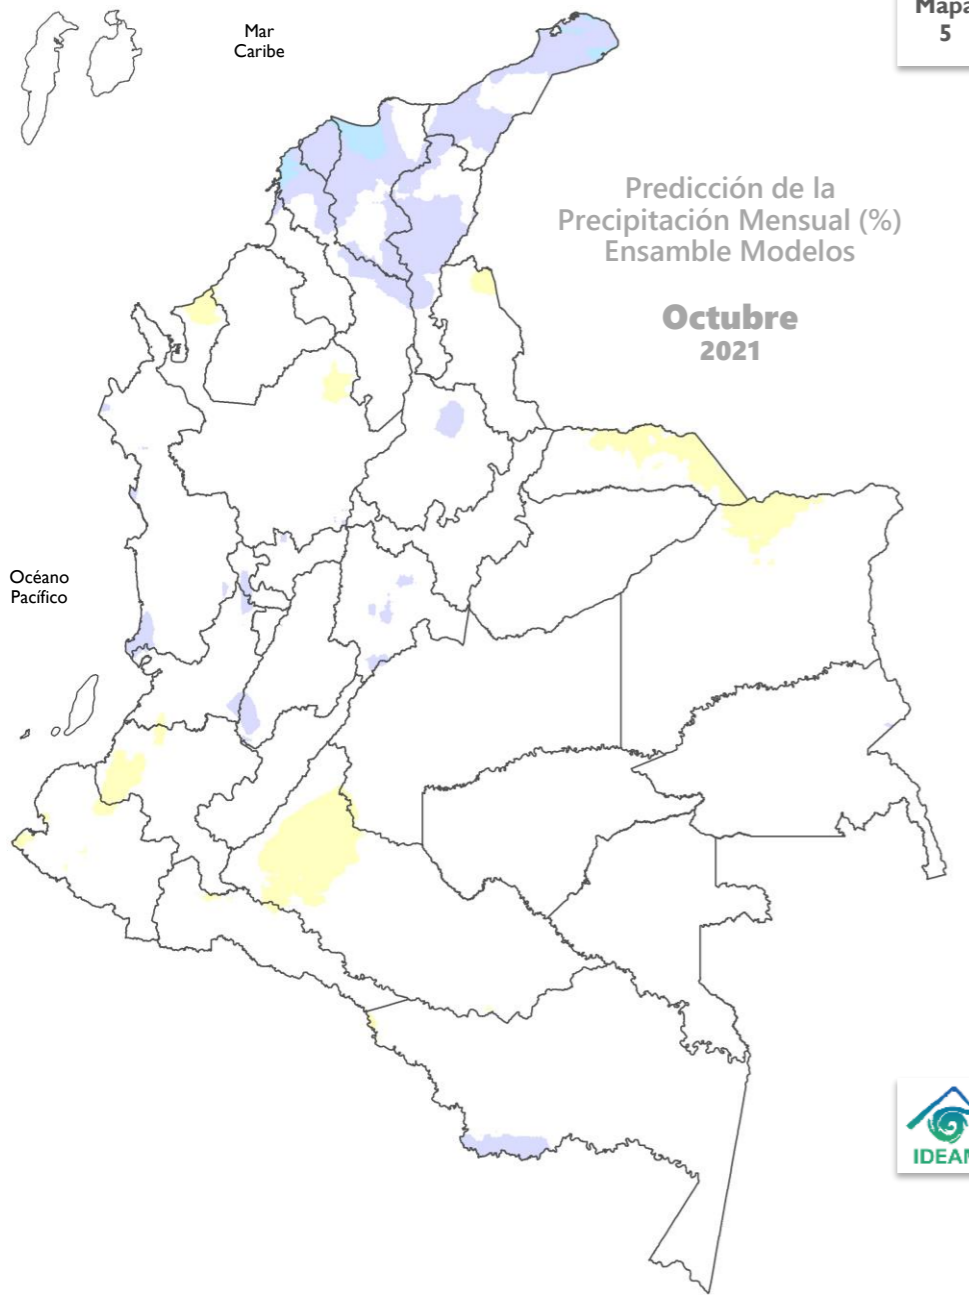 Mapa
5
Mar
Caribe
Predicción de la
Precipitación Mensual (%)
Ensamble Modelos
Octubre
2021
Océano
Pacífico
IDEAM